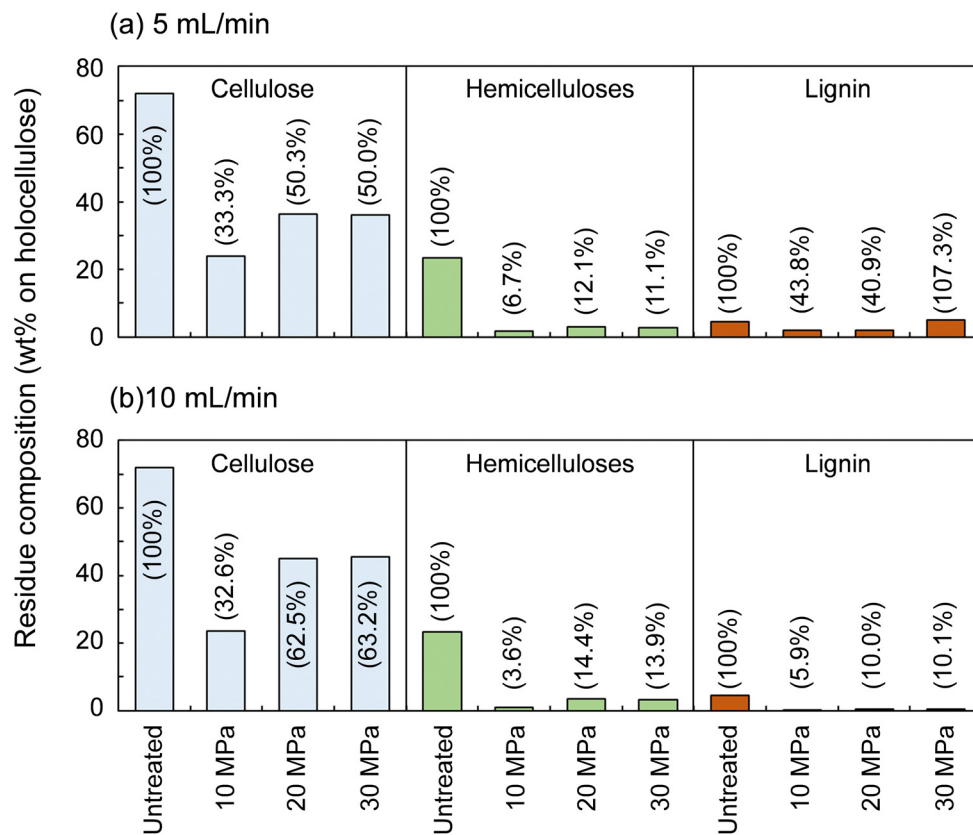 (a) 5 mL/min
Residue composition (wt% on holocellulose)
80
60
40
20
0
Cellulose
Hemicelluloses
Lignin
(100%)
(33.3%)
(50.3%)
(50.0%)
(100%)
(6.7%)
(12.1%)
(11.1%)
(100%)
(43.8%)
(40.9%)
(107.3%)
(b)10 mL/min
80
60
40
20
0
Cellulose
Hemicelluloses
Lignin
(100%)
(32.6%)
(62.5%)
(63.2%)
(100%)
(3.6%)
(14.4%)
(13.9%)
(100%)
(5.9%)
(10.0%)
(10.1%)
Untreated
10 MPa
20 MPa
30 MPa
Untreated
10 MPa
20 MPa
30 MPa
Untreated
10 MPa
20 MPa
30 MPa